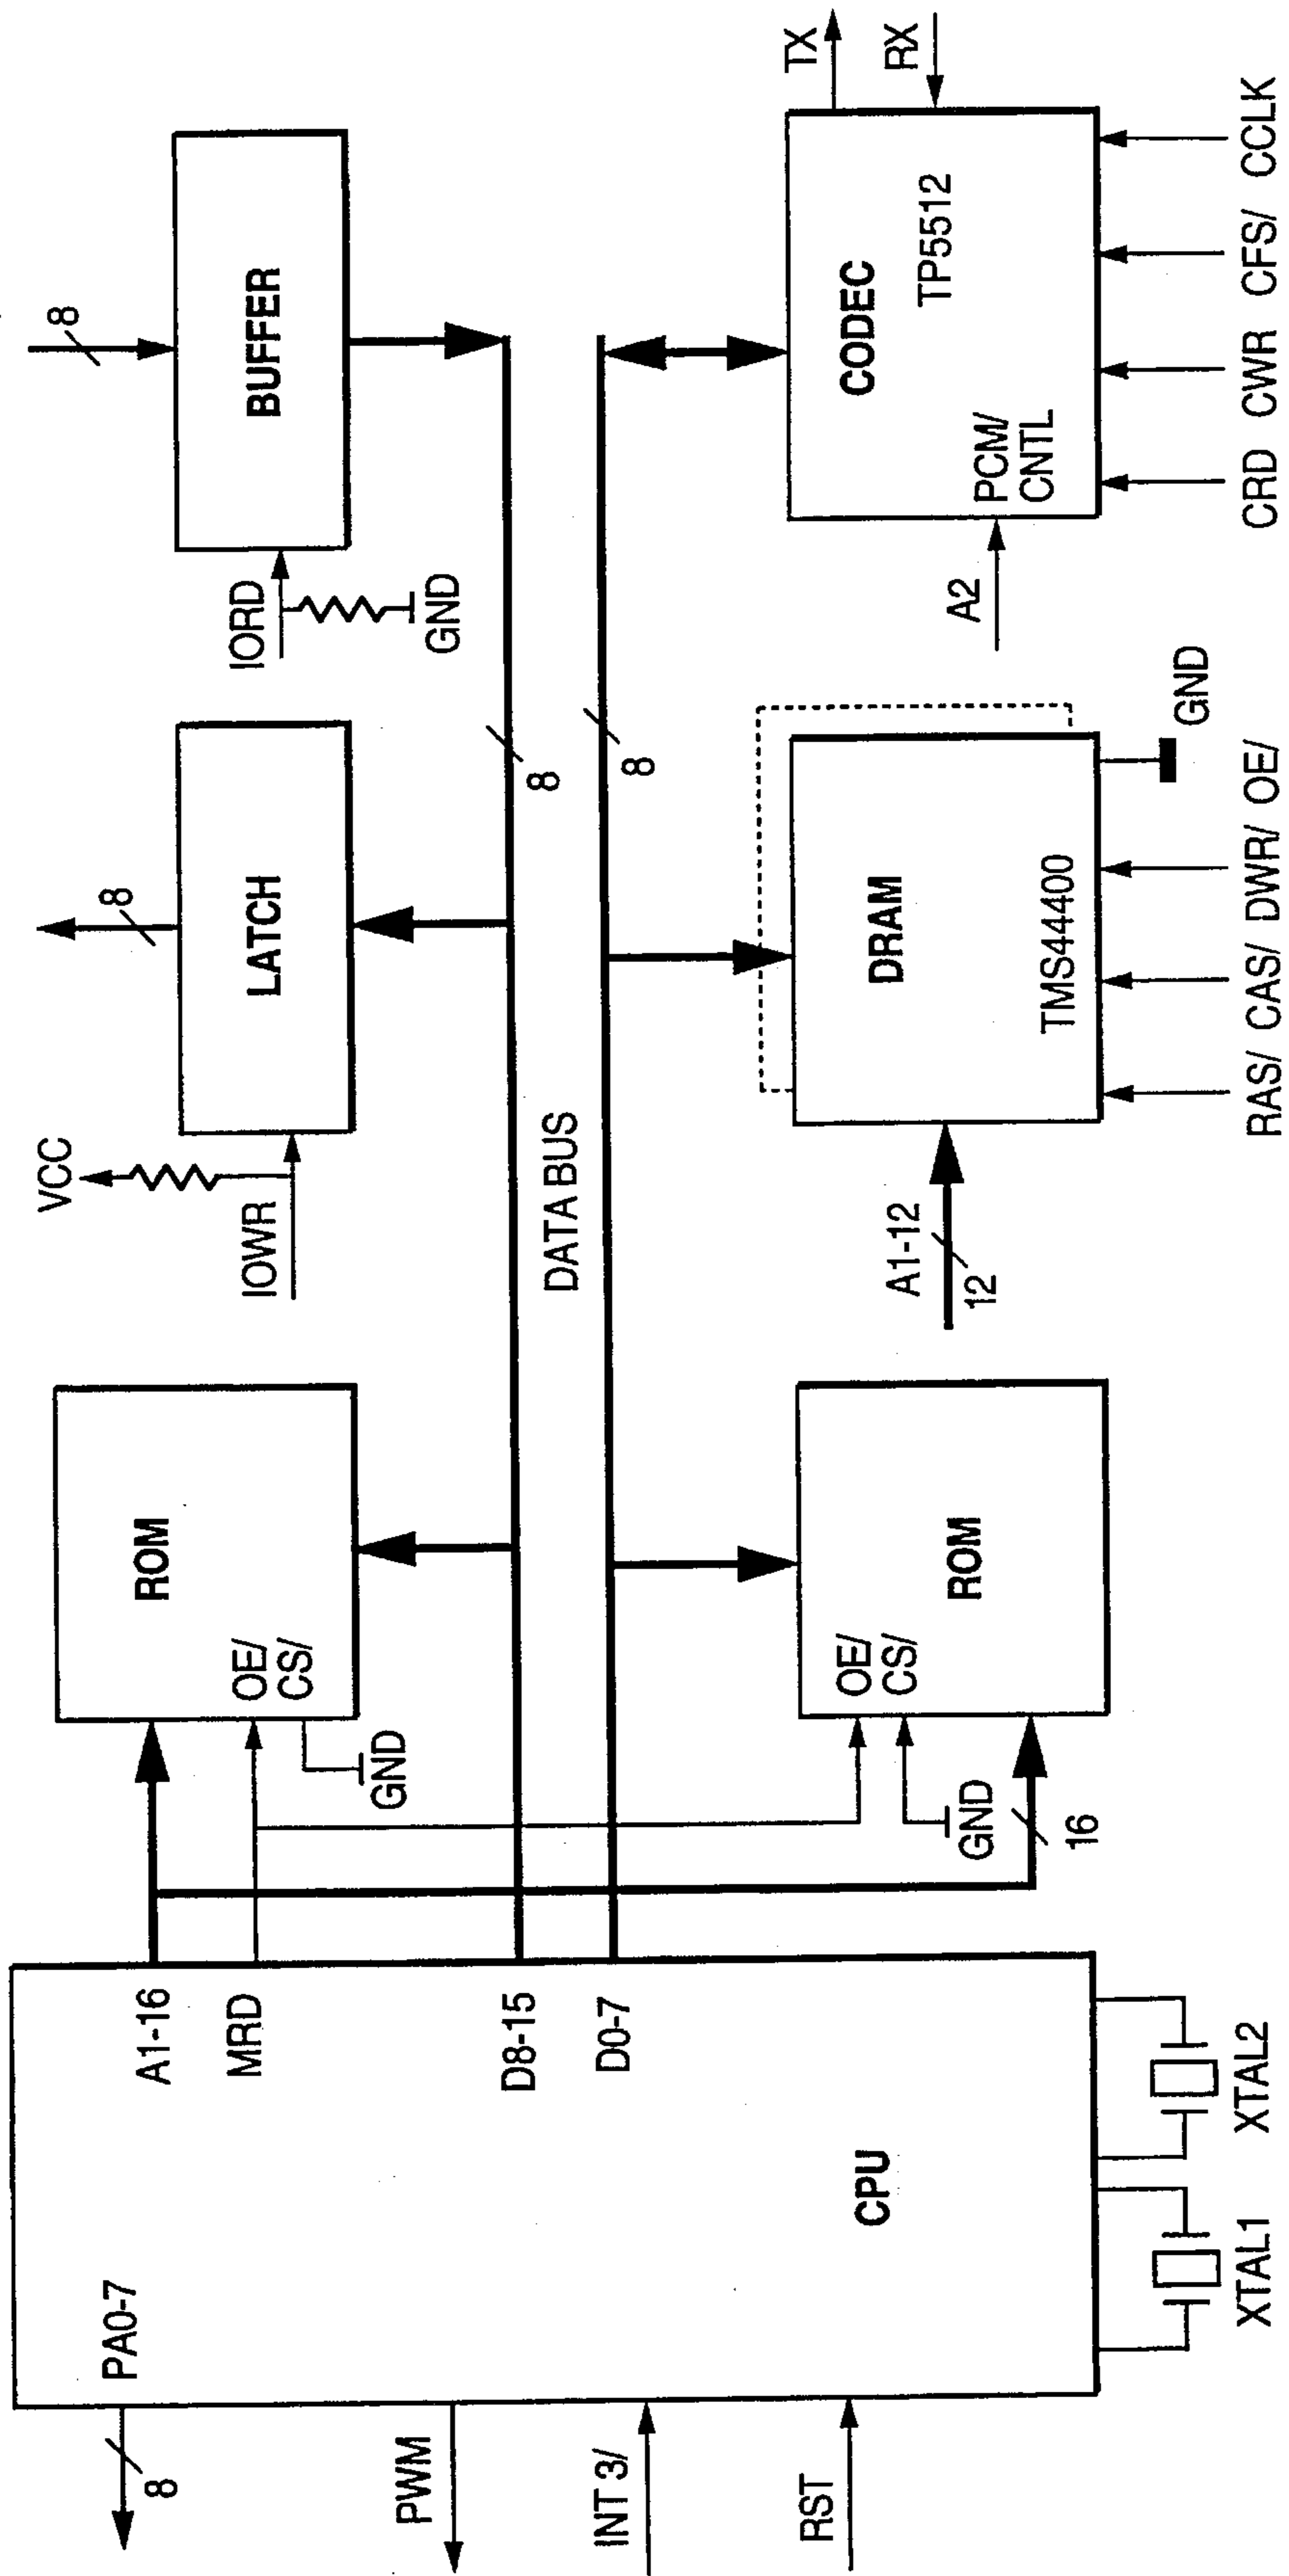 PA0-7
8
PWM
INT 3/
RST
A1-16
MRD
D8-15
D0-7
CPU
XTAL1
XTAL2
ROM
OE/
CS/
GND
OE/
CS/
ROM
GND
16
VCC
IOWR
LATCH
8
IORD
GND
BUFFER
8
DATA BUS
8
8
A1-12
12
DRAM
TMS44400
GND
RAS/ CAS/ DWR/ OE/
A2
CODEC
TP5512
PCM/
CNTL
TX
RX
CRD CWR CFS/ CCLK